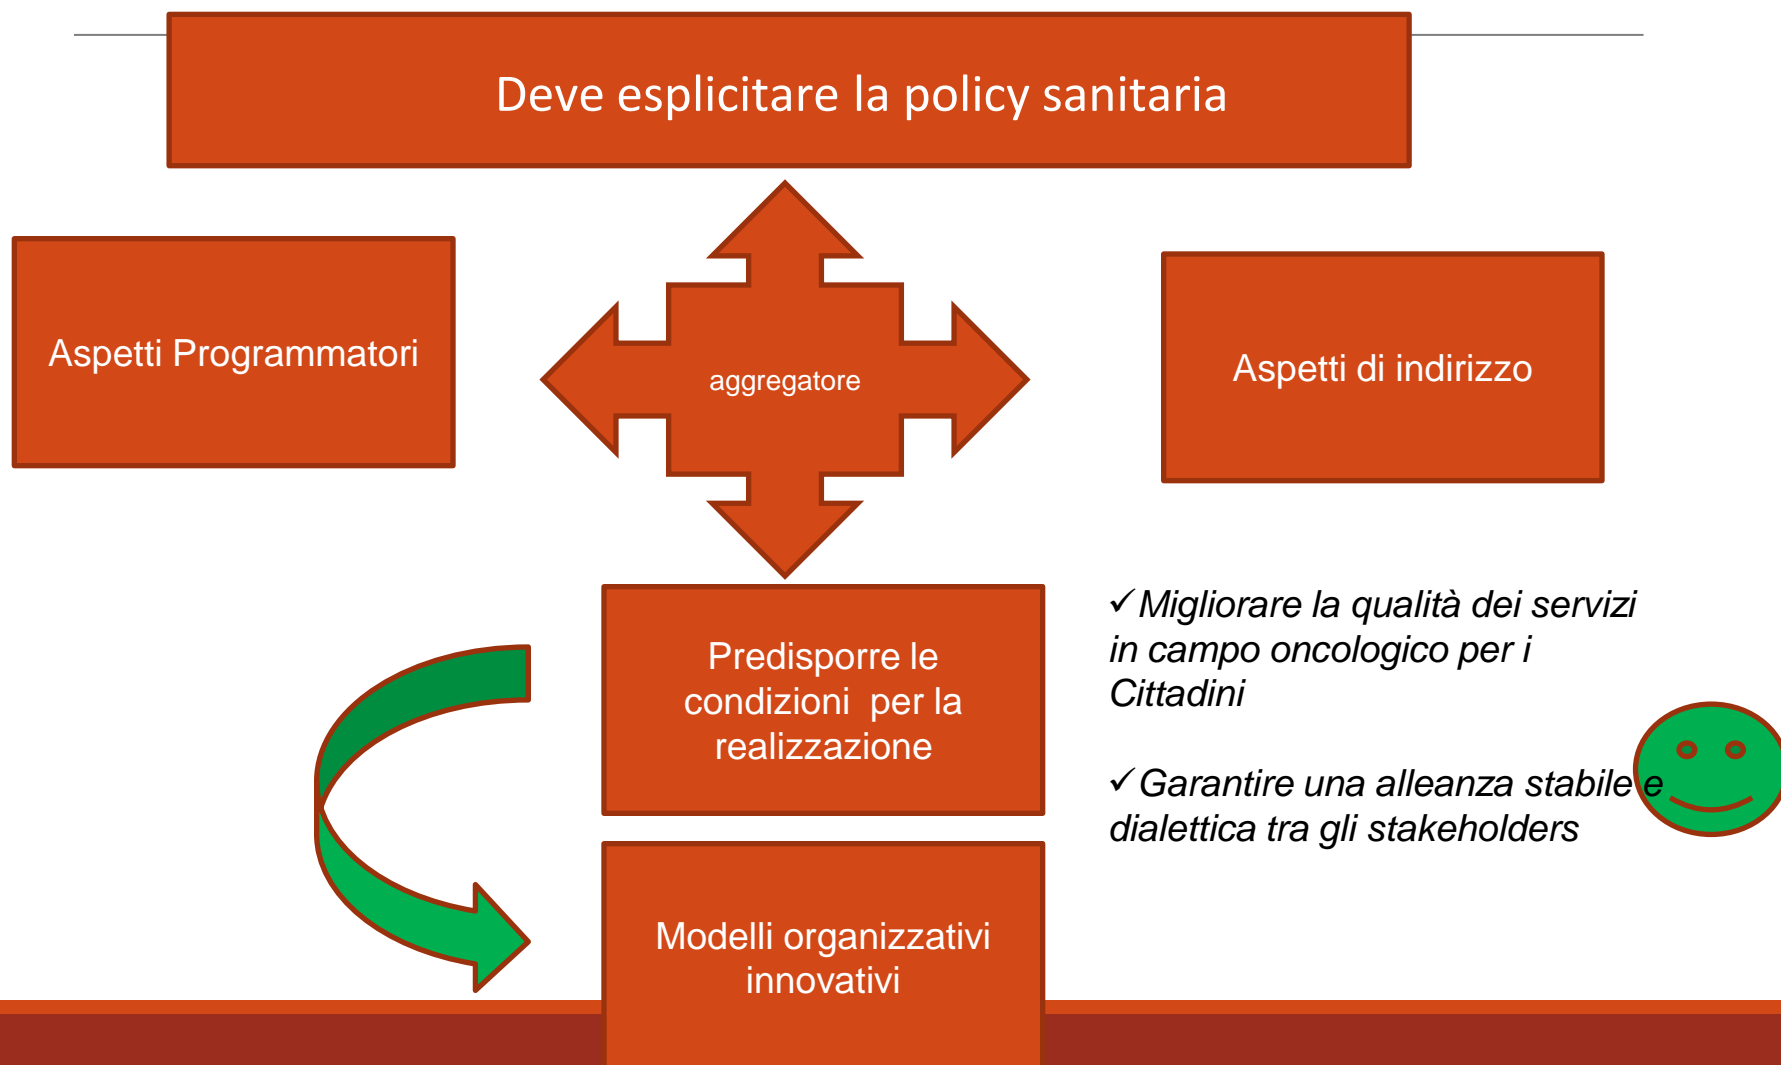 Deve esplicitare la policy sanitaria
Aspetti Programmatori
aggregatore
Aspetti di indirizzo
Predisporre le
condizioni per la
realizzazione
✓Migliorare la qualità dei servizi
in campo oncologico per i
Cittadini
✓Garantire una alleanza stabile e
dialettica tra gli stakeholders
Modelli organizzativi
innovativi